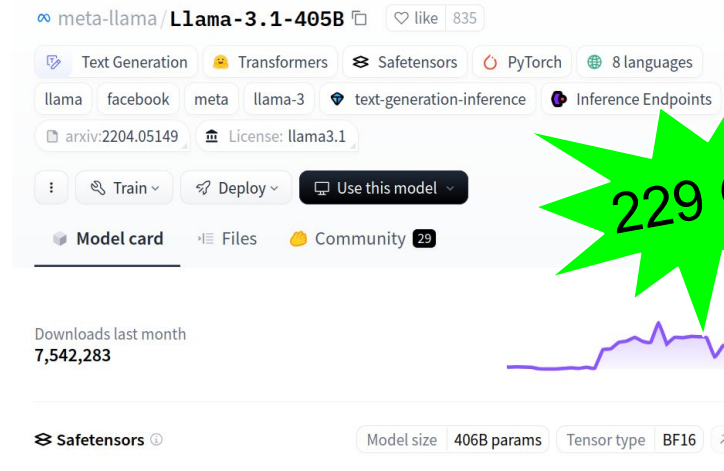 meta-llama/Llama-3.1-405B like 835
Text Generation Transformers Safetensors PyTorch 8 languages
llama facebook meta llama-3 text-generation-inference Inference Endpoints
arxiv:2204.05149 License: llama3.1
Train Deploy Use this model
229
Model card Files Community 29
Downloads last month
7,542,283
Safetensors Model size 406B params Tensor type BF16